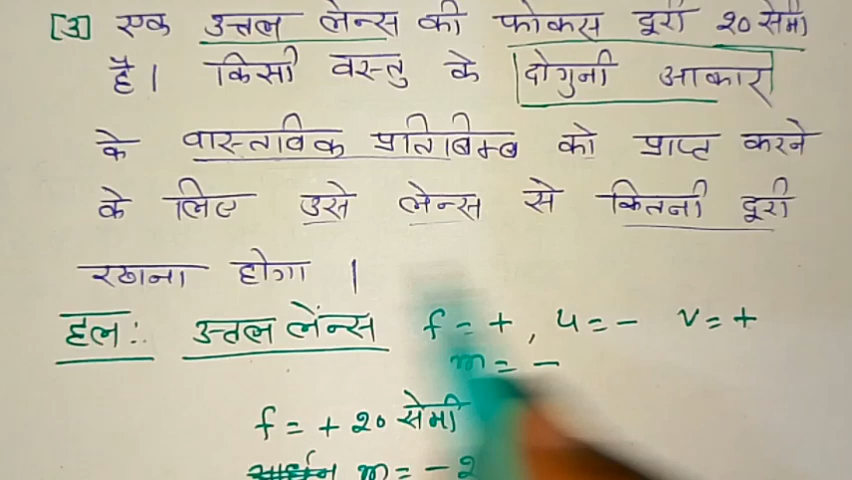 [3] एक उत्तल लेन्स की फोकस दूरी 20 सेमी
है। किसी वस्तु के दोगुनी आकार
के वास्तविक प्रतिबिम्ब को प्राप्त करने
के लिए उसे लेन्स से कितनी दूरी
रखना होगा।
हल: उत्तल लेंस f = + , u = - v = +
m = -
f = + 20 सेमी
m = - 2